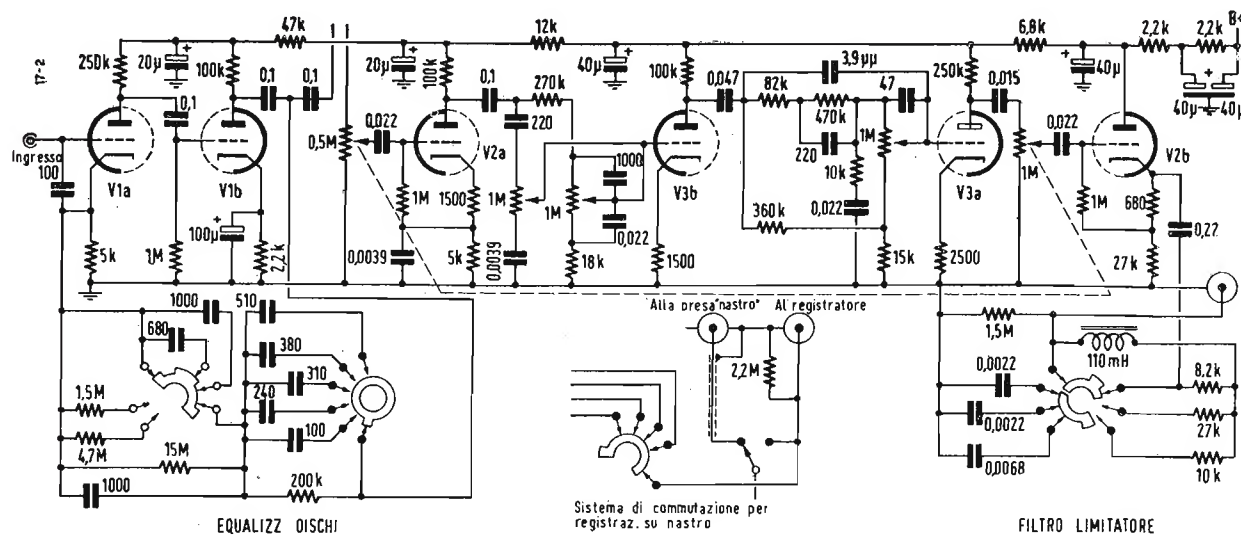 47k
12k
6,8k
2,2k
2,2k
B+
17-2
250k
20µ
+
100k
0,1
0,1
0,1
Ingresso
100
V1a
V1b
5k
1M
100µ
+
2,2k
0,5M
0,022
20µ
+
100k
V2a
1M
1500
0,0039
5k
0,1
270k
220
1M
0,0039
1M
1000
0,022
18k
40µ
+
100k
V3b
1500
0,047
82k
3,9µµ
470k
47
220
10k
0,022
1M
360k
15k
250k
V3a
2500
0,015
1M
0,022
40µ
+
V2b
1M
680
27k
0,22
+
40µ
40µ
1000
680
1,5M
4,7M
15M
1000
510
380
310
240
100
200k
EQUALIZZ DISCHI
Alla presa "nastro"
Al registratore
2,2M
Sistema di commutazione per
registraz. su nastro
1,5M
110mH
0,0022
0,0022
0,0068
8,2k
27k
10k
FILTRO LIMITATORE